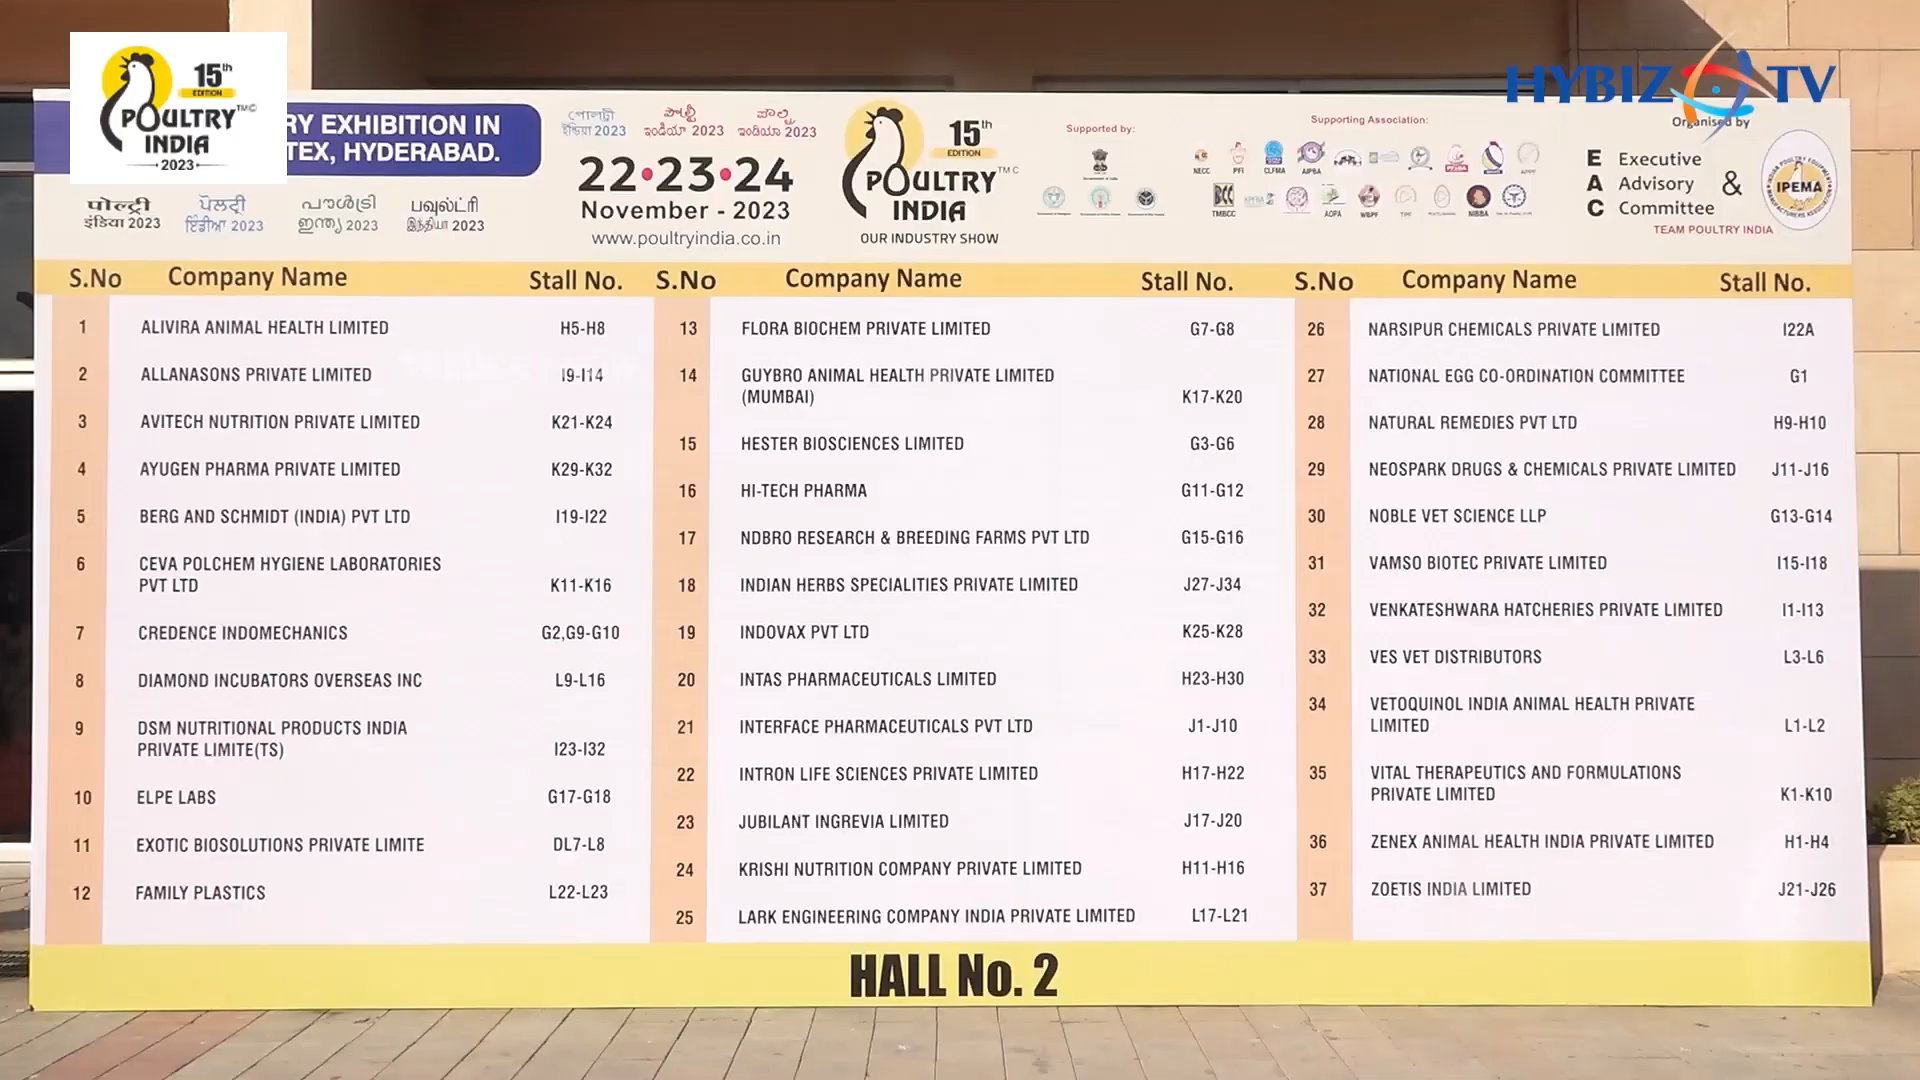 15th
EDITION
POULTRY
INDIA
2023
RY EXHIBITION IN
TEX, HYDERABAD.
पोल्ट्री
इंडिया 2023
ਪੋਲਟਰੀ
ਇੰਡੀਆ 2023
പൗൾട്രി
ഇന്ത്യ 2023
பவுல்ட்ரி
இந்தியா 2023
পোলট্রী
ইন্ডিয়া 2023
ఇండియా 2023
22•23•24
November - 2023
www.poultryindia.co.in
15th
EDITION
POULTRY
INDIA
OUR INDUSTRY SHOW
Supported by:
Supporting Association:
NECC PFI CLFMA AIPBA
TMBCC AOPA WBPF NIBBA
HYBIZ TV
Organised by
E Executive
A Advisory
C Committee
&
IPEMA
TEAM POULTRY INDIA
S.No Company Name Stall No. S.No Company Name Stall No. S.No Company Name Stall No.
1 ALIVIRA ANIMAL HEALTH LIMITED H5-H8
2 ALLANASONS PRIVATE LIMITED I9-I14
3 AVITECH NUTRITION PRIVATE LIMITED K21-K24
4 AYUGEN PHARMA PRIVATE LIMITED K29-K32
5 BERG AND SCHMIDT (INDIA) PVT LTD I19-I22
6 CEVA POLCHEM HYGIENE LABORATORIES
PVT LTD K11-K16
7 CREDENCE INDOMECHANICS G2,G9-G10
8 DIAMOND INCUBATORS OVERSEAS INC L9-L16
9 DSM NUTRITIONAL PRODUCTS INDIA
PRIVATE LIMITE(TS) I23-I32
10 ELPE LABS G17-G18
11 EXOTIC BIOSOLUTIONS PRIVATE LIMITE DL7-L8
12 FAMILY PLASTICS L22-L23
13 FLORA BIOCHEM PRIVATE LIMITED G7-G8
14 GUYBRO ANIMAL HEALTH PRIVATE LIMITED
(MUMBAI) K17-K20
15 HESTER BIOSCIENCES LIMITED G3-G6
16 HI-TECH PHARMA G11-G12
17 NDBRO RESEARCH & BREEDING FARMS PVT LTD G15-G16
18 INDIAN HERBS SPECIALITIES PRIVATE LIMITED J27-J34
19 INDOVAX PVT LTD K25-K28
20 INTAS PHARMACEUTICALS LIMITED H23-H30
21 INTERFACE PHARMACEUTICALS PVT LTD J1-J10
22 INTRON LIFE SCIENCES PRIVATE LIMITED H17-H22
23 JUBILANT INGREVIA LIMITED J17-J20
24 KRISHI NUTRITION COMPANY PRIVATE LIMITED H11-H16
25 LARK ENGINEERING COMPANY INDIA PRIVATE LIMITED L17-L21
26 NARSIPUR CHEMICALS PRIVATE LIMITED I22A
27 NATIONAL EGG CO-ORDINATION COMMITTEE G1
28 NATURAL REMEDIES PVT LTD H9-H10
29 NEOSPARK DRUGS & CHEMICALS PRIVATE LIMITED J11-J16
30 NOBLE VET SCIENCE LLP G13-G14
31 VAMSO BIOTEC PRIVATE LIMITED I15-I18
32 VENKATESHWARA HATCHERIES PRIVATE LIMITED I1-I13
33 VES VET DISTRIBUTORS L3-L6
34 VETOQUINOL INDIA ANIMAL HEALTH PRIVATE
LIMITED L1-L2
35 VITAL THERAPEUTICS AND FORMULATIONS
PRIVATE LIMITED K1-K10
36 ZENEX ANIMAL HEALTH INDIA PRIVATE LIMITED H1-H4
37 ZOETIS INDIA LIMITED J21-J26
HALL No. 2